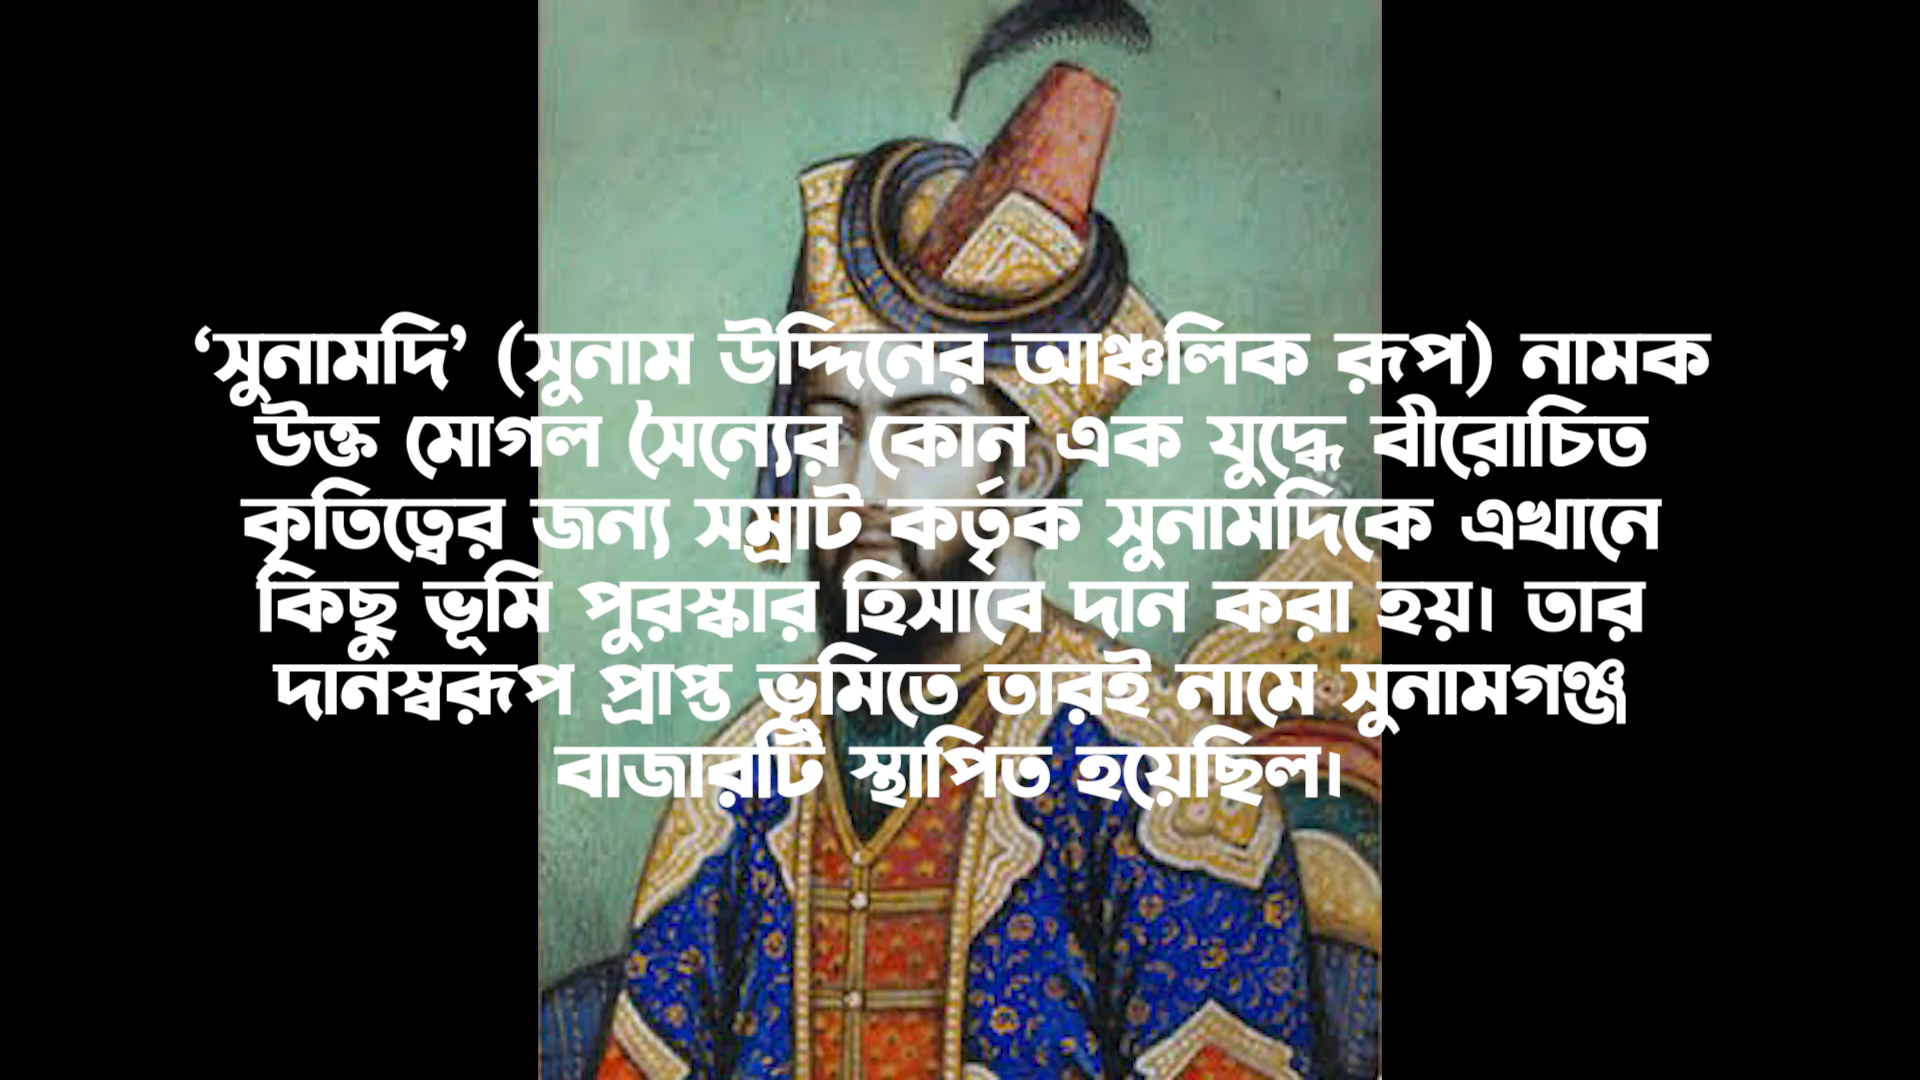 ‘সুনামদি’ (সুনাম উদ্দিনের আঞ্চলিক রূপ) নামক
উক্ত মোগল সৈন্যের কোন এক যুদ্ধে বীরোচিত
কৃতিত্বের জন্য সম্রাট কর্তৃক সুনামদিকে এখানে
কিছু ভূমি পুরস্কার হিসাবে দান করা হয়। তার
দানস্বরূপ প্রাপ্ত ভূমিতে তারই নামে সুনামগঞ্জ
বাজারটি স্থাপিত হয়েছিল।